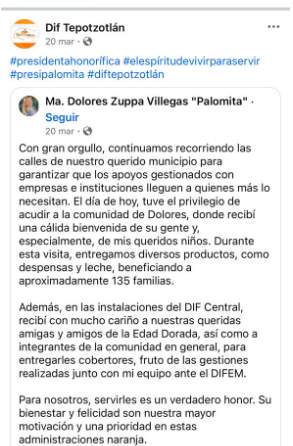 Dif Tepotzotlán
20 mar ·
#presidentahonorífica #elespíritudevivirparaservir
#presipalomita #diftepotzotlán
Ma. Dolores Zuppa Villegas "Palomita" ·
Seguir
20 mar ·
Con gran orgullo, continuamos recorriendo las
calles de nuestro querido municipio para
garantizar que los apoyos gestionados con
empresas e instituciones lleguen a quienes más lo
necesitan. El día de hoy, tuve el privilegio de
acudir a la comunidad de Dolores, donde recibí
una cálida bienvenida de su gente y,
especialmente, de mis queridos niños. Durante
esta visita, entregamos diversos productos, como
despensas y leche, beneficiando a
aproximadamente 135 familias.
Además, en las instalaciones del DIF Central,
recibí con mucho cariño a nuestras queridas
amigas y amigos de la Edad Dorada, así como a
integrantes de la comunidad en general, para
entregarles cobertores, fruto de las gestiones
realizadas junto con mi equipo ante el DIFEM.
Para nosotros, servirles es un verdadero honor. Su
bienestar y felicidad son nuestra mayor
motivación y una prioridad en estas
administraciones naranja.